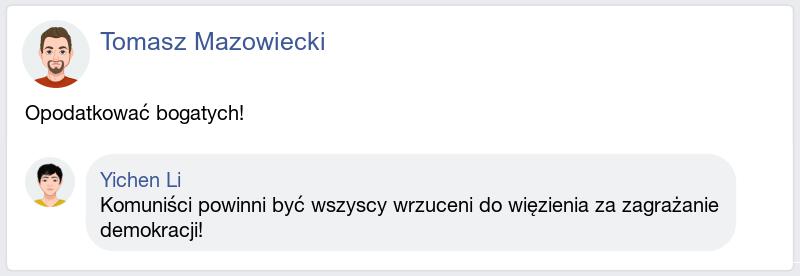 Tomasz Mazowiecki
Opodatkować bogatych!
Yichen Li
Komuniści powinni być wszyscy wrzuceni do więzienia za zagrażanie
demokracji!